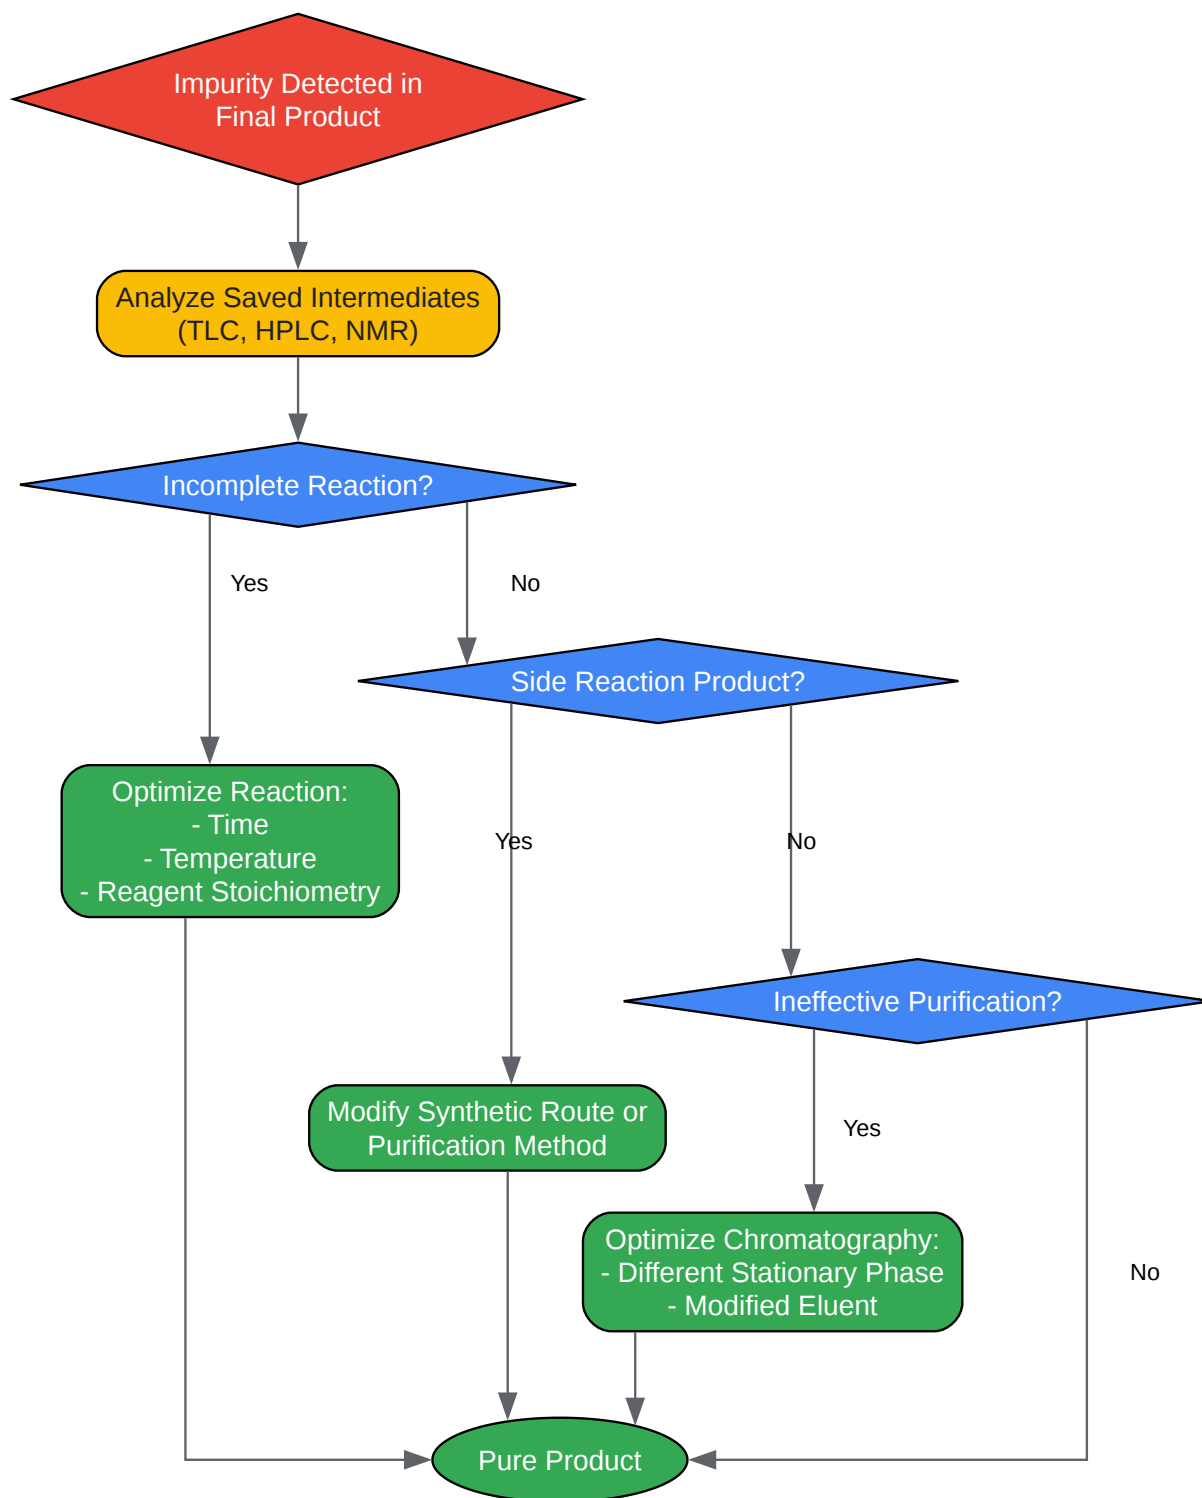 Impurity Detected in
Final Product
Analyze Saved Intermediates
(TLC, HPLC, NMR)
Incomplete Reaction?
Yes
No
Side Reaction Product?
Optimize Reaction:
- Time
- Temperature
- Reagent Stoichiometry
Yes
No
Ineffective Purification?
Modify Synthetic Route or
Purification Method
Yes
Optimize Chromatography:
- Different Stationary Phase
- Modified Eluent
No
Pure Product